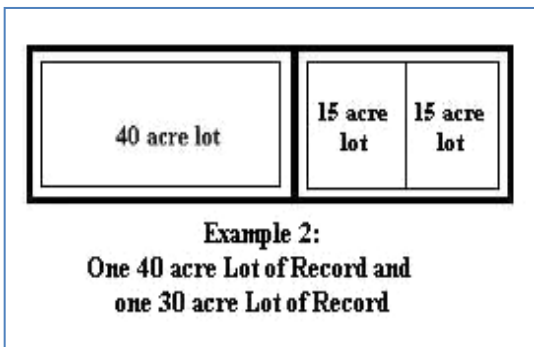 40 acre lot
15 acre
lot
15 acre
lot
Example 2:
One 40 acre Lot of Record and
one 30 acre Lot of Record